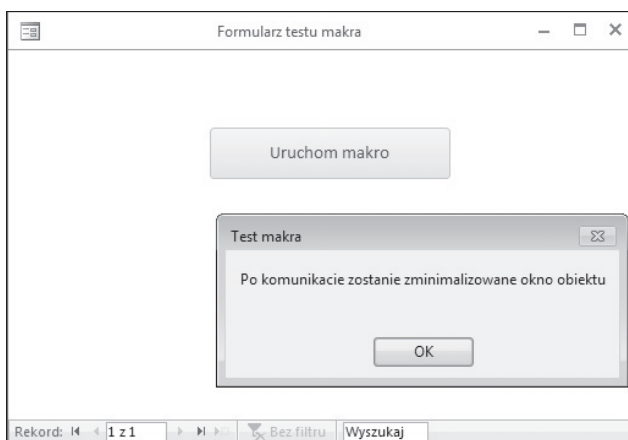 Formularz testu makra
Uruchom makro
Test makra
Po komunikacie zostanie zminimalizowane okno obiektu
OK
Rekord: 1 z 1 Bez filtru Wyszukaj